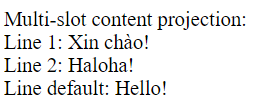 Multi-slot content projection:
Line 1: Xin chào!
Line 2: Haloha!
Line default: Hello!